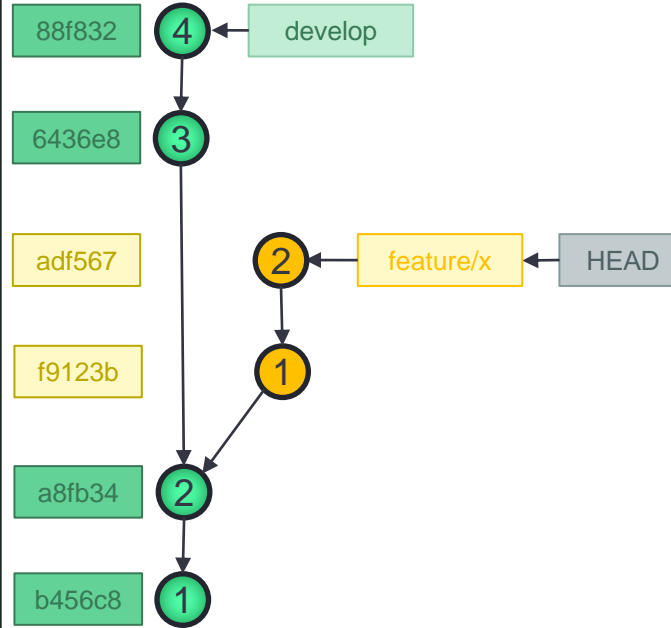 88f832 4 develop
6436e8 3
adf567 2 feature/x HEAD
f9123b 1
a8fb34 2
b456c8 1